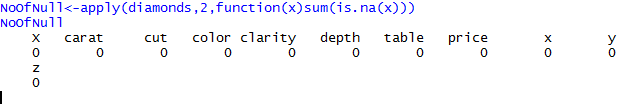 NoOfNull<-apply(diamonds,2,function(x)sum(is.na(x)))
NoOfNull
X carat cut color clarity depth table price x y
0 0 0 0 0 0 0 0 0 0
z
0